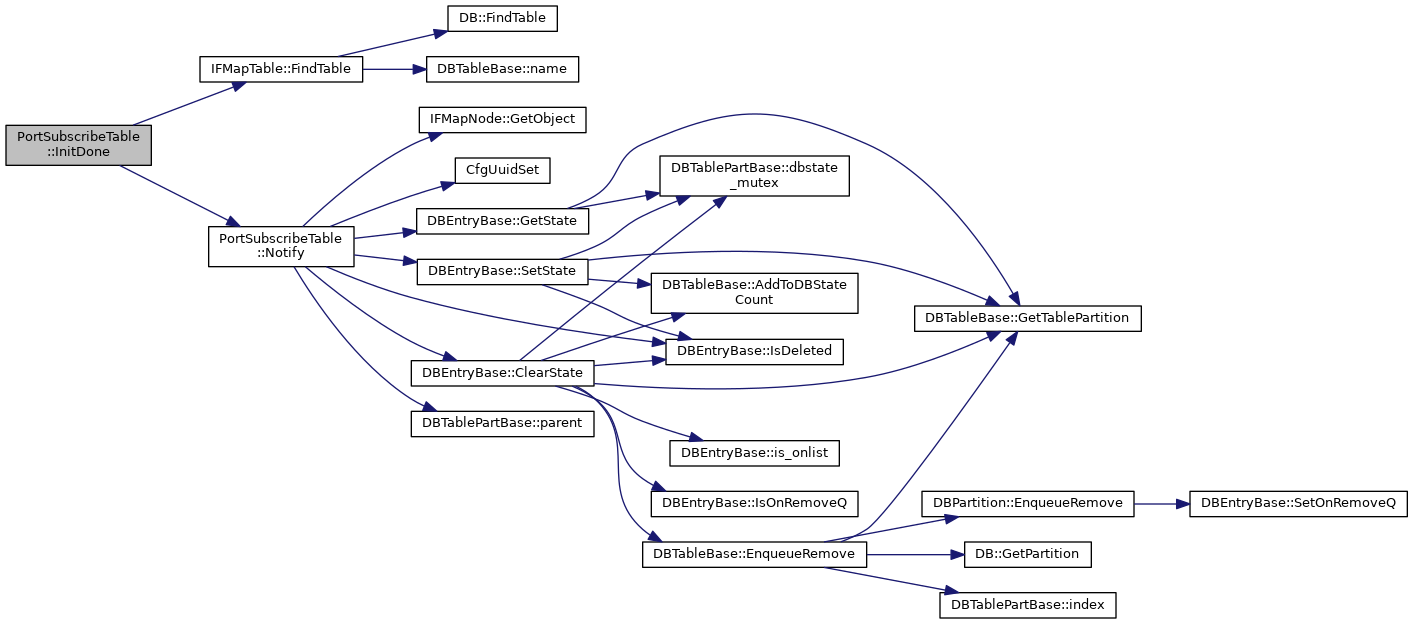 DB::FindTable
IFMapTable::FindTable
DBTableBase::name
IFMapNode::GetObject
PortSubscribeTable
::InitDone
CfgUuidSet
DBTablePartBase::dbstate
_mutex
DBEntryBase::GetState
PortSubscribeTable
::Notify
DBEntryBase::SetState
DBTableBase::AddToDBState
Count
DBTableBase::GetTablePartition
DBEntryBase::IsDeleted
DBEntryBase::ClearState
DBTablePartBase::parent
DBEntryBase::is_onlist
DBEntryBase::IsOnRemoveQ
DBPartition::EnqueueRemove
DBEntryBase::SetOnRemoveQ
DBTableBase::EnqueueRemove
DB::GetPartition
DBTablePartBase::index